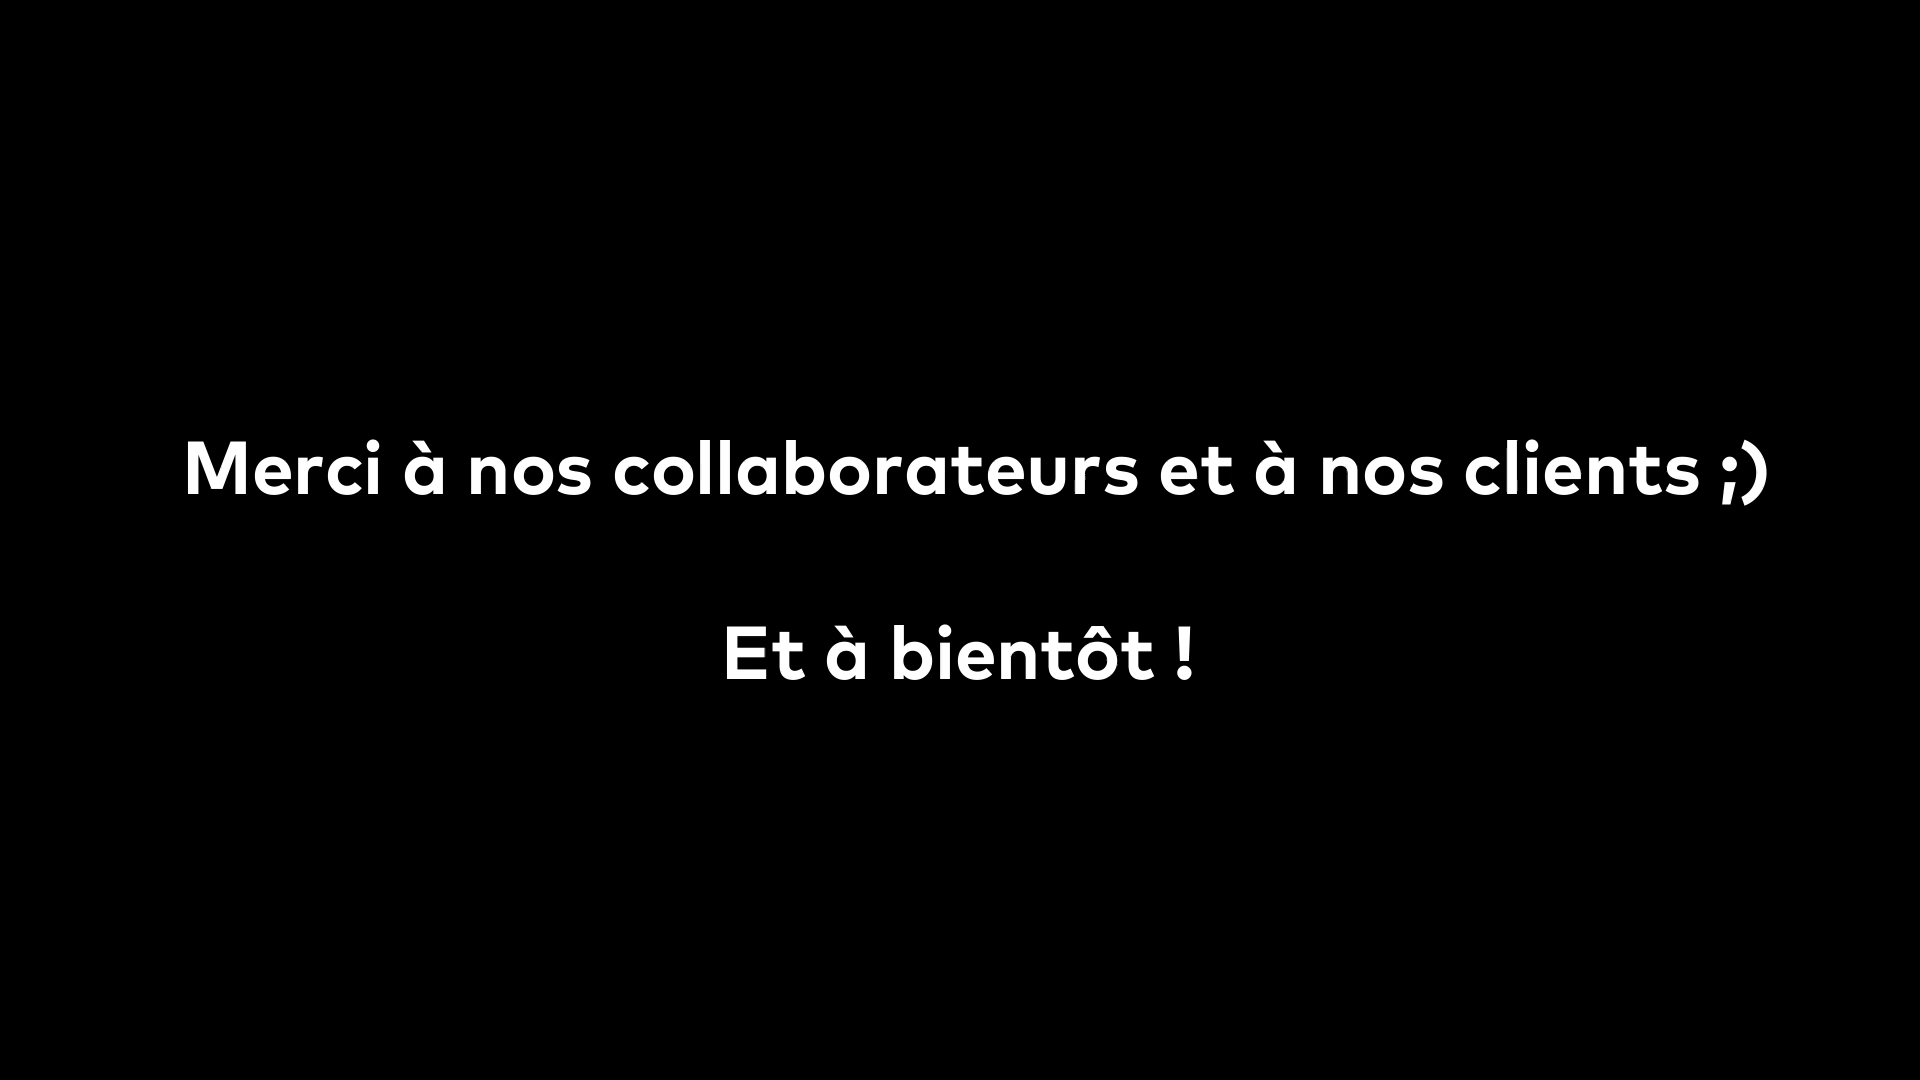 Merci à nos collaborateurs et à nos clients ;)
Et à bientôt !